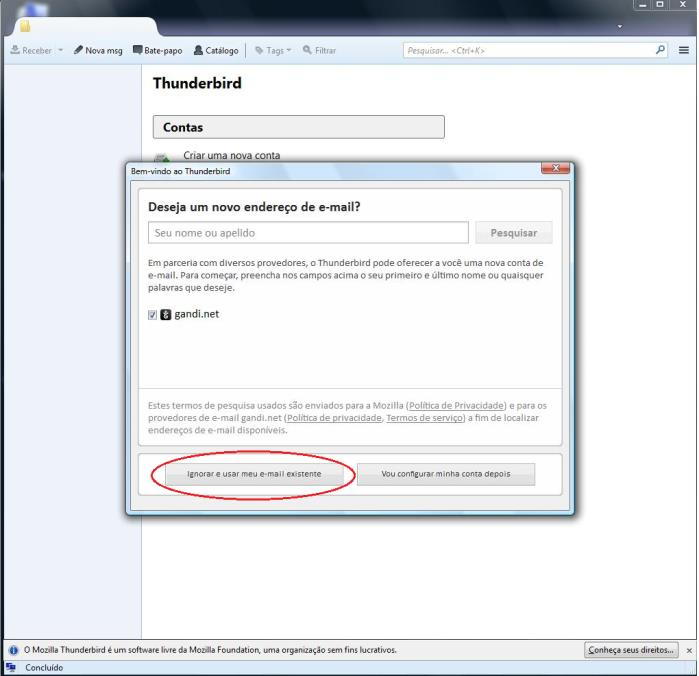 Receber
Nova msg
Bate-papo
Catálogo
Tags
Filtrar
Pesquisar... <Ctrl+K>
Thunderbird
Contas
Criar uma nova conta
Bem-vindo ao Thunderbird
Deseja um novo endereço de e-mail?
Seu nome ou apelido
Pesquisar
Em parceria com diversos provedores, o Thunderbird pode oferecer a você uma nova conta de
e-mail. Para começar, preencha nos campos acima o seu primeiro e último nome ou quaisquer
palavras que deseje.
gandi.net
Estes termos de pesquisa usados são enviados para a Mozilla (Política de Privacidade) e para os
provedores de e-mail gandi.net (Política de privacidade, Termos de serviço) a fim de localizar
endereços de e-mail disponíveis.
Ignorar e usar meu e-mail existente
Vou configurar minha conta depois
O Mozilla Thunderbird é um software livre da Mozilla Foundation, uma organização sem fins lucrativos.
Conheça seus direitos...
Concluído